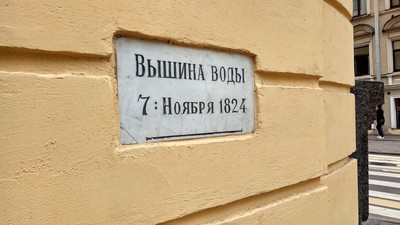 Вышина воды
7: Ноября 1824